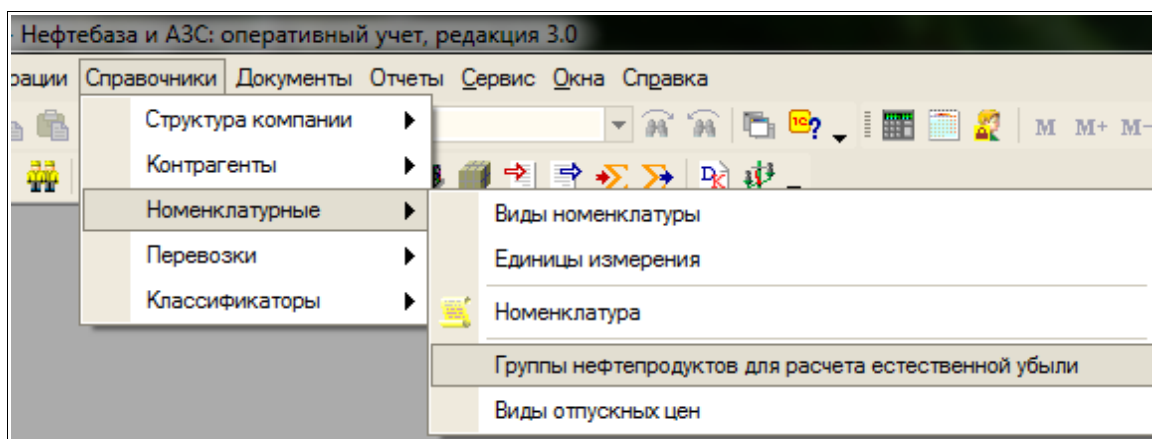 - Нефтебаза и АЗС: оперативный учет, редакция 3.0
рации Справочники Документы Отчеты Сервис Окна Справка
Структура компании
M M+ M-
Контрагенты
Номенклатурные
Виды номенклатуры
Перевозки
Единицы измерения
Классификаторы
Номенклатура
Группы нефтепродуктов для расчета естественной убыли
Виды отпускных цен